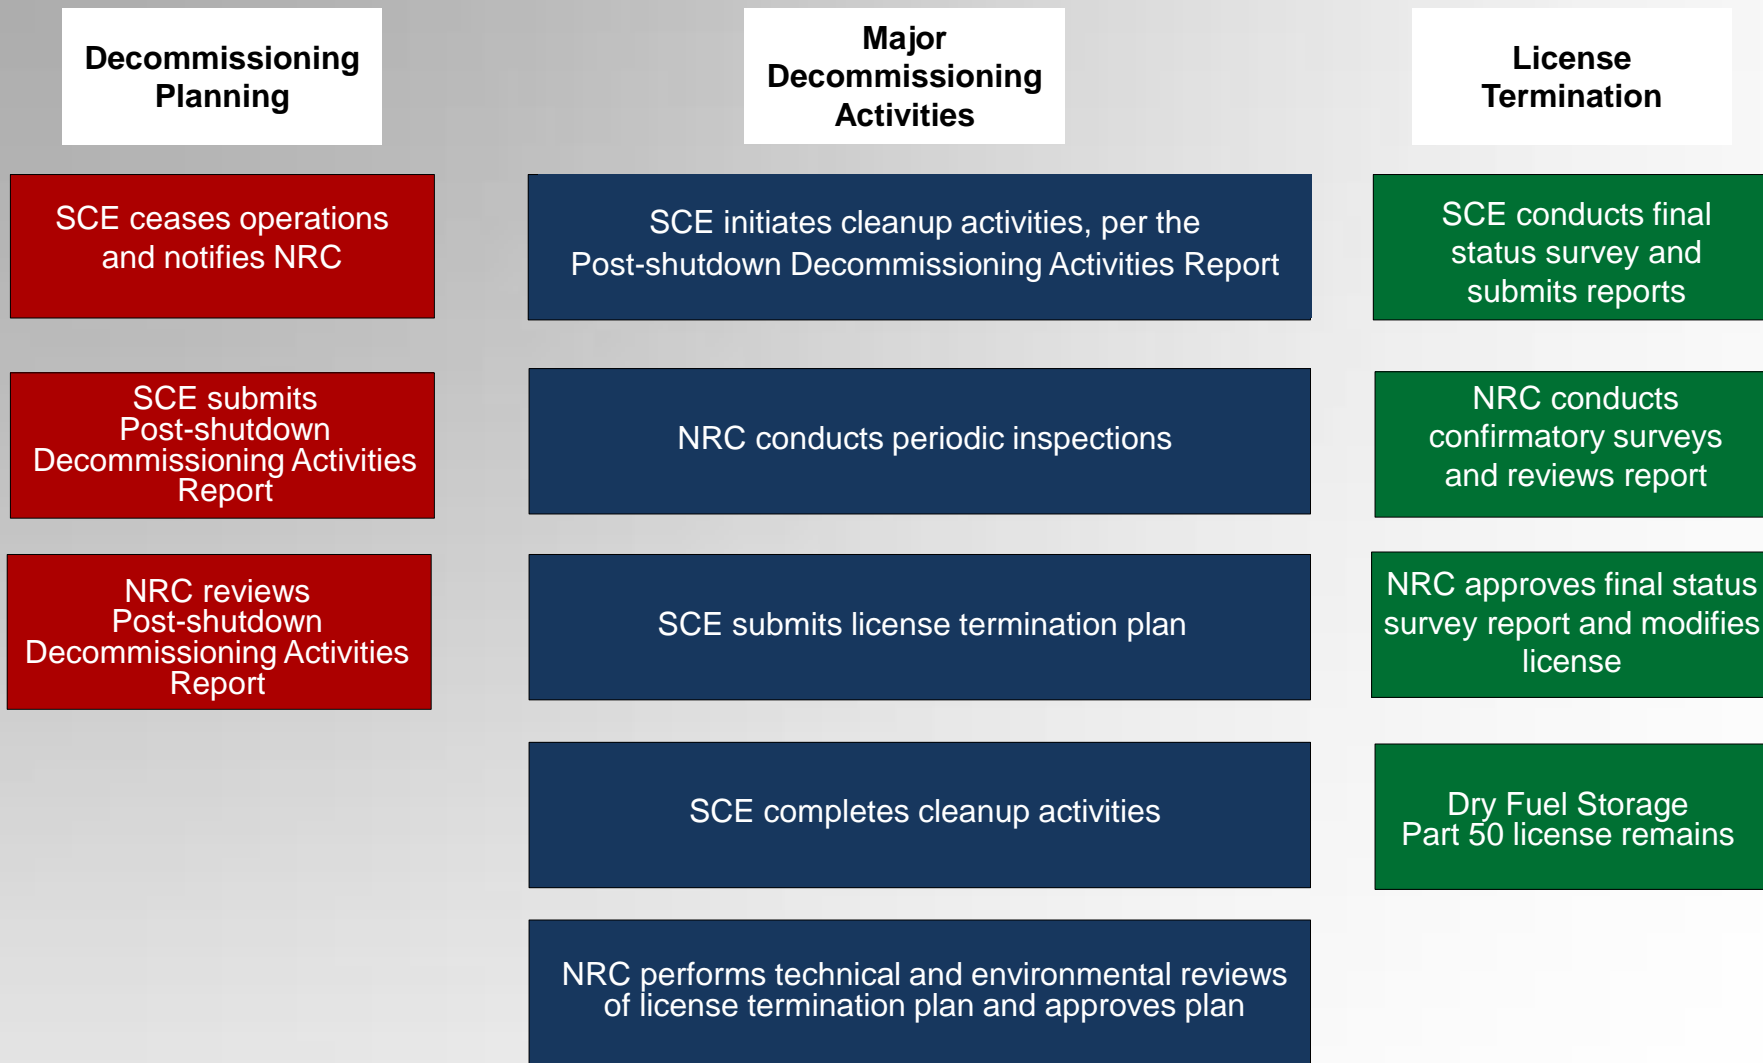 Decommissioning
Planning
SCE ceases operations
and notifies NRC
SCE submits
Post-shutdown
Decommissioning Activities
Report
NRC reviews
Post-shutdown
Decommissioning Activities
Report
Major
Decommissioning
Activities
SCE initiates cleanup activities, per the
Post-shutdown Decommissioning Activities Report
NRC conducts periodic inspections
SCE submits license termination plan
SCE completes cleanup activities
NRC performs technical and environmental reviews
of license termination plan and approves plan
License
Termination
SCE conducts final
status survey and
submits reports
NRC conducts
confirmatory surveys
and reviews report
NRC approves final status
survey report and modifies
license
Dry Fuel Storage
Part 50 license remains